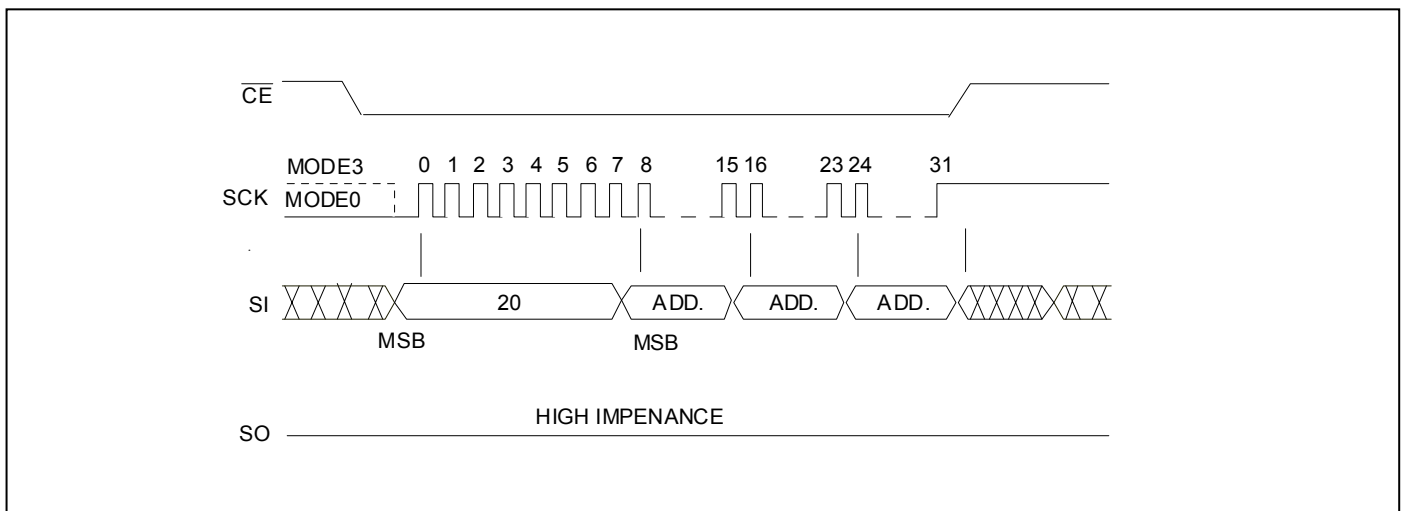 CE
MODE3 0 1 2 3 4 5 6 7 8 15 16 23 24 31
SCK MODE0
SI 20 ADD. ADD. ADD.
MSB MSB
HIGH IMPENANCE
SO